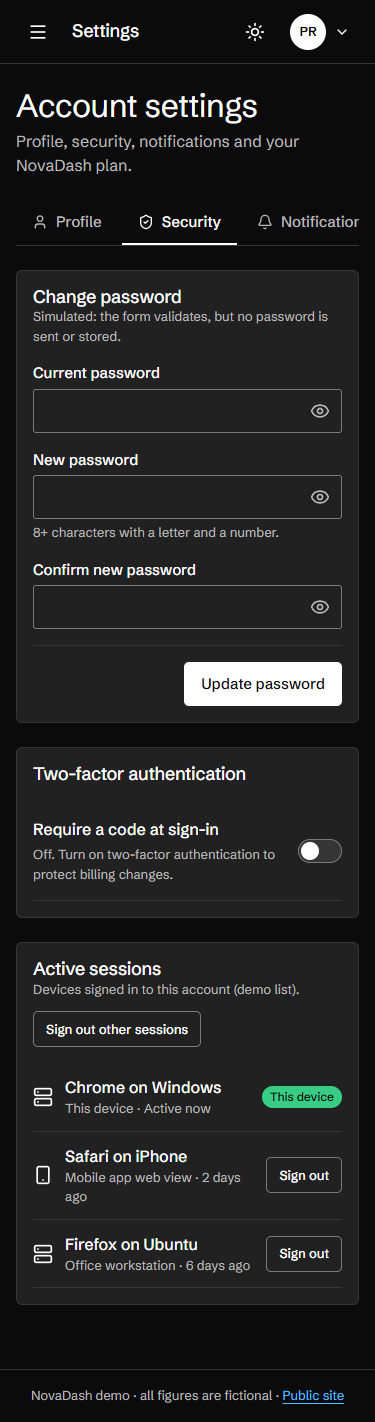 Settings
PR
Account settings
Profile, security, notifications and your
NovaDash plan.
Profile
Security
Notification
Change password
Simulated: the form validates, but no password is
sent or stored.
Current password
New password
8+ characters with a letter and a number.
Confirm new password
Update password
Two-factor authentication
Require a code at sign-in
Off. Turn on two-factor authentication to
protect billing changes.
Active sessions
Devices signed in to this account (demo list).
Sign out other sessions
Chrome on Windows
This device · Active now
This device
Safari on iPhone
Mobile app web view · 2 days
ago
Sign out
Firefox on Ubuntu
Office workstation · 6 days ago
Sign out
NovaDash demo · all figures are fictional · Public site